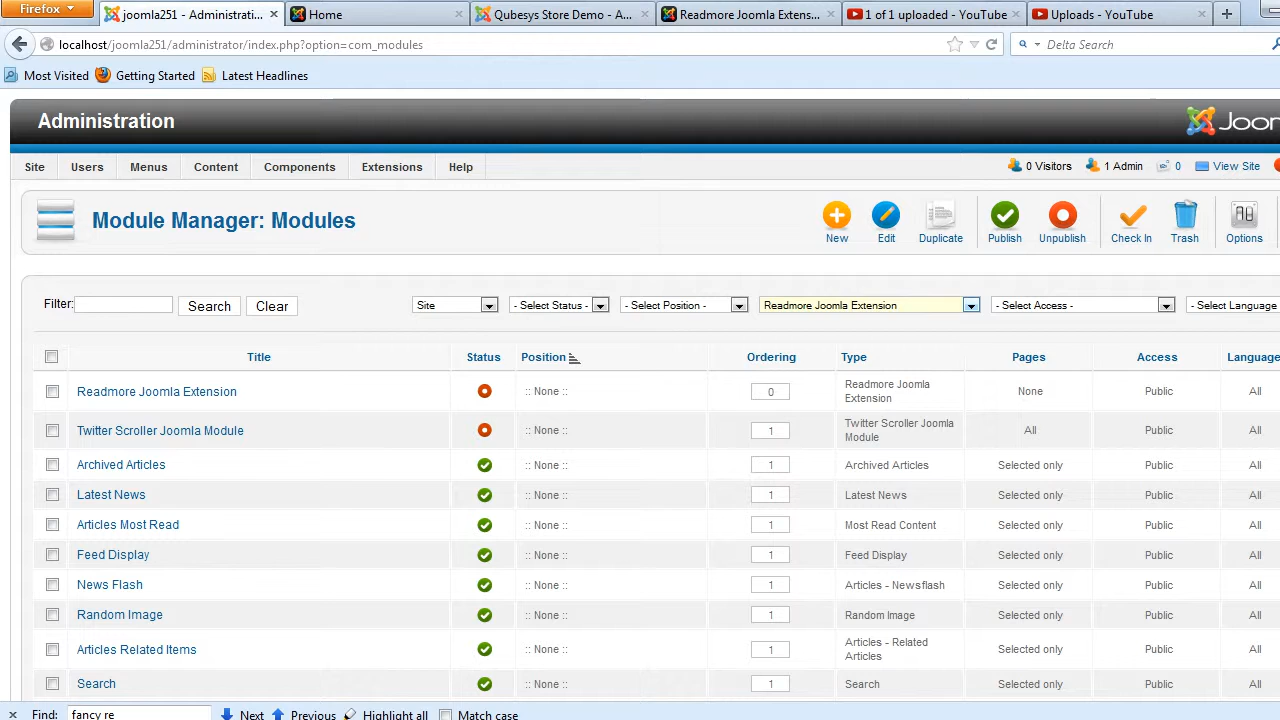 Firefox
joomla251 - Administrati...
Home
Qubesys Store Demo - A...
Readmore Joomla Extens...
1 of 1 uploaded - YouTube
Uploads - YouTube
localhost/joomla251/administrator/index.php?option=com_modules
Delta Search
Most Visited
Getting Started
Latest Headlines
Administration
Joom
Site
Users
Menus
Content
Components
Extensions
Help
0 Visitors
1 Admin
0
View Site
Module Manager: Modules
New
Edit
Duplicate
Publish
Unpublish
Check In
Trash
Options
Filter:
Search
Clear
Site
- Select Status -
- Select Position -
Readmore Joomla Extension
- Select Access -
- Select Language
Title
Status
Position
Ordering
Type
Pages
Access
Language
Readmore Joomla Extension
:: None ::
0
Readmore Joomla
Extension
None
Public
All
Twitter Scroller Joomla Module
:: None ::
1
Twitter Scroller Joomla
Module
All
Public
All
Archived Articles
:: None ::
1
Archived Articles
Selected only
Public
All
Latest News
:: None ::
1
Latest News
Selected only
Public
All
Articles Most Read
:: None ::
1
Most Read Content
Selected only
Public
All
Feed Display
:: None ::
1
Feed Display
Selected only
Public
All
News Flash
:: None ::
1
Articles - Newsflash
Selected only
Public
All
Random Image
:: None ::
1
Random Image
Selected only
Public
All
Articles Related Items
:: None ::
1
Articles - Related
Articles
Selected only
Public
All
Search
:: None ::
1
Search
Selected only
Public
All
Find:
fancy re
Next
Previous
Highlight all
Match case